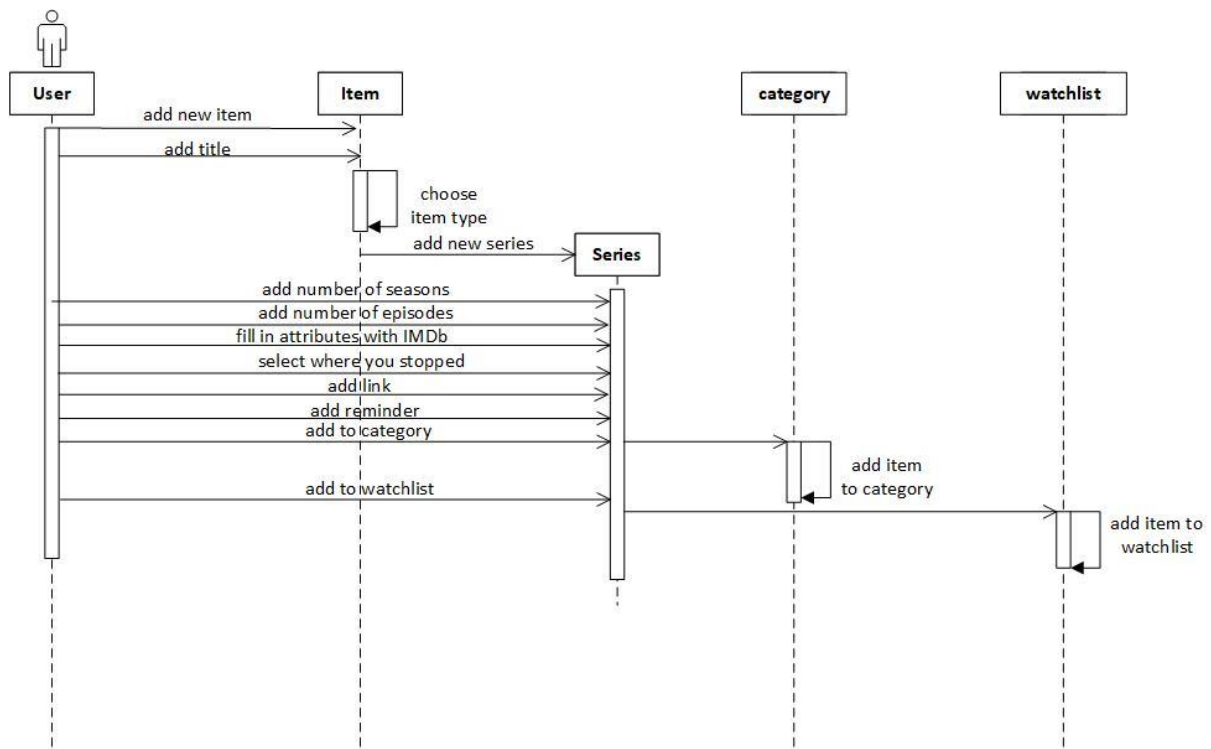 User
Item
category
watchlist
add new item
add title
choose
item type
add new series
Series
add number of seasons
add number of episodes
fill in attributes with IMDb
select where you stopped
add link
add reminder
add to category
add item
to category
add to watchlist
add item to
watchlist